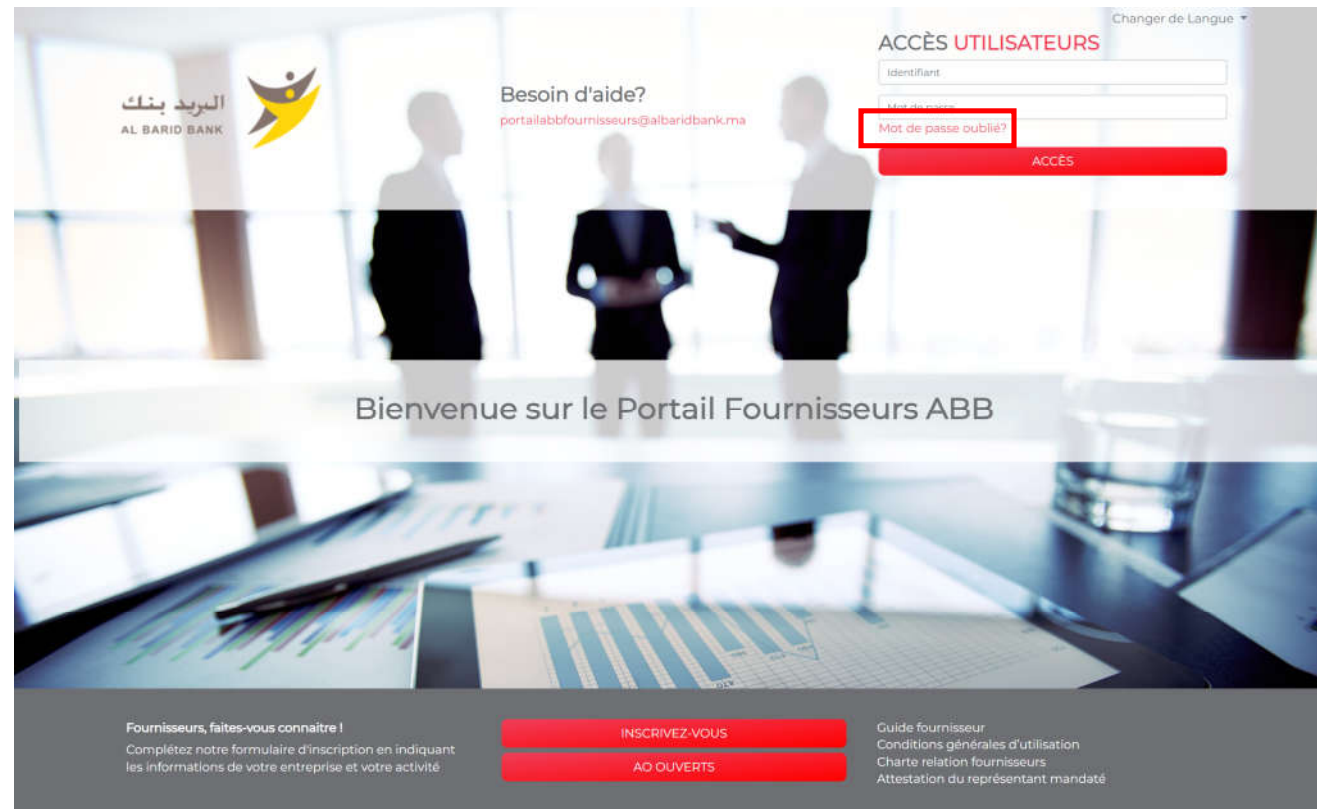 Changer de Langue
ACCÈS UTILISATEURS
Identifiant
Mot de passe
Mot de passe oublié?
ACCÈS
البريد بنك
AL BARID BANK
Besoin d'aide?
portailabbfournisseurs@albaridbank.ma
Bienvenue sur le Portail Fournisseurs ABB
Fournisseurs, faites-vous connaitre !
Complétez notre formulaire d'inscription en indiquant
les informations de votre entreprise et votre activité
INSCRIVEZ-VOUS
AO OUVERTS
Guide fournisseur
Conditions générales d'utilisation
Charte relation fournisseurs
Attestation du représentant mandaté